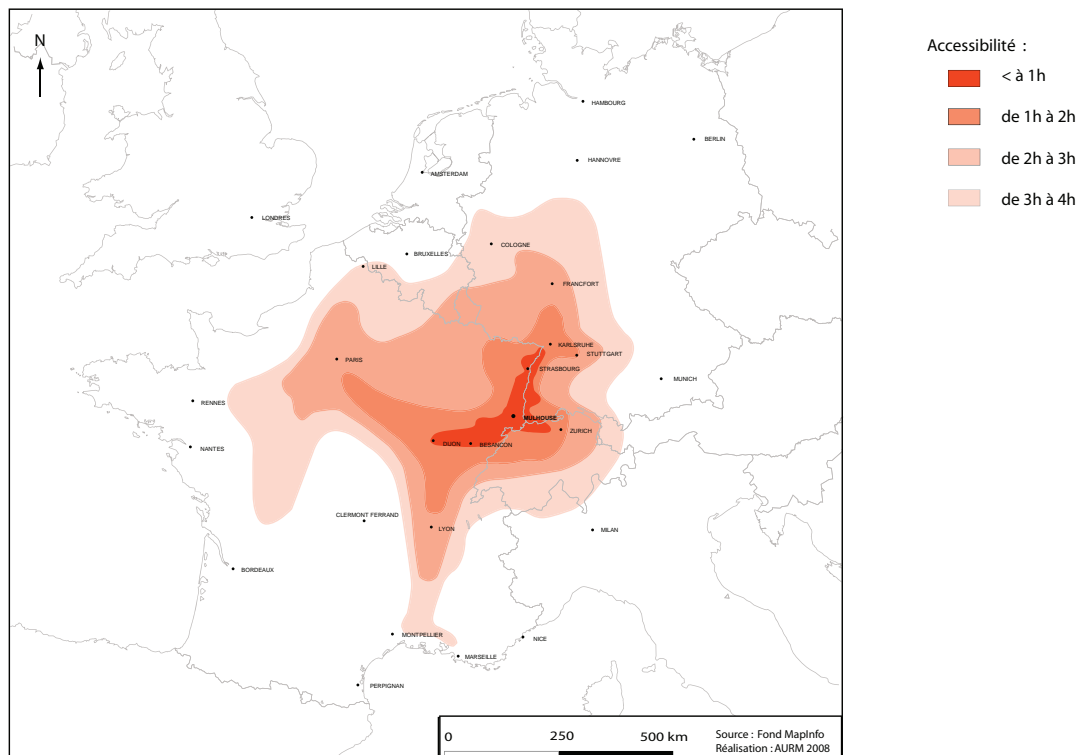 N
Accessibilité :
< à 1h
de 1h à 2h
de 2h à 3h
de 3h à 4h
HAMBOURG
BERLIN
HANNOVRE
AMSTERDAM
LONDRES
COLOGNE
BRUXELLES
LILLE
FRANCFORT
KARLSRUHE
STUTTGART
PARIS
STRASBOURG
MUNICH
RENNES
MULHOUSE
ZURICH
DIJON
BESANCON
NANTES
CLERMONT FERRAND
LYON
MILAN
BORDEAUX
MONTPELLIER
NICE
MARSEILLE
PERPIGNAN
0 250 500 km
Source : Fond MapInfo
Réalisation : AURM 2008